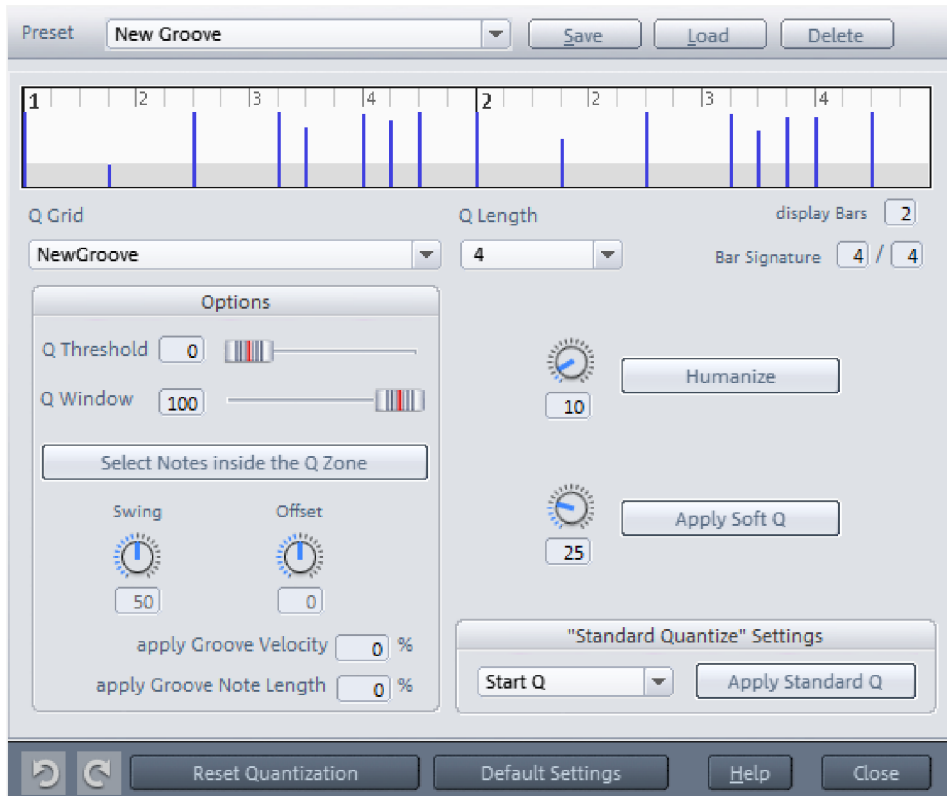 Preset New Groove Save Load Delete
1 2 3 4 2 2 3 4
Q Grid Q Length display Bars 2
NewGroove 4 Bar Signature 4 / 4
Options
Q Threshold 0
Q Window 100
Humanize
10
Select Notes inside the Q Zone
Swing Offset
Apply Soft Q
25
50 0
apply Groove Velocity 0 %
apply Groove Note Length 0 %
"Standard Quantize" Settings
Start Q Apply Standard Q
Reset Quantization Default Settings Help Close